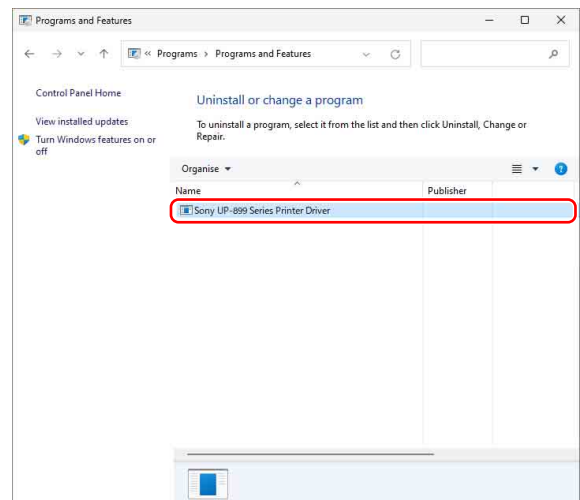 Programs and Features
« Programs > Programs and Features
Control Panel Home
View installed updates
Turn Windows features on or
off
Uninstall or change a program
To uninstall a program, select it from the list and then click Uninstall, Change or
Repair.
Organise
Name
Publisher
Sony UP-899 Series Printer Driver